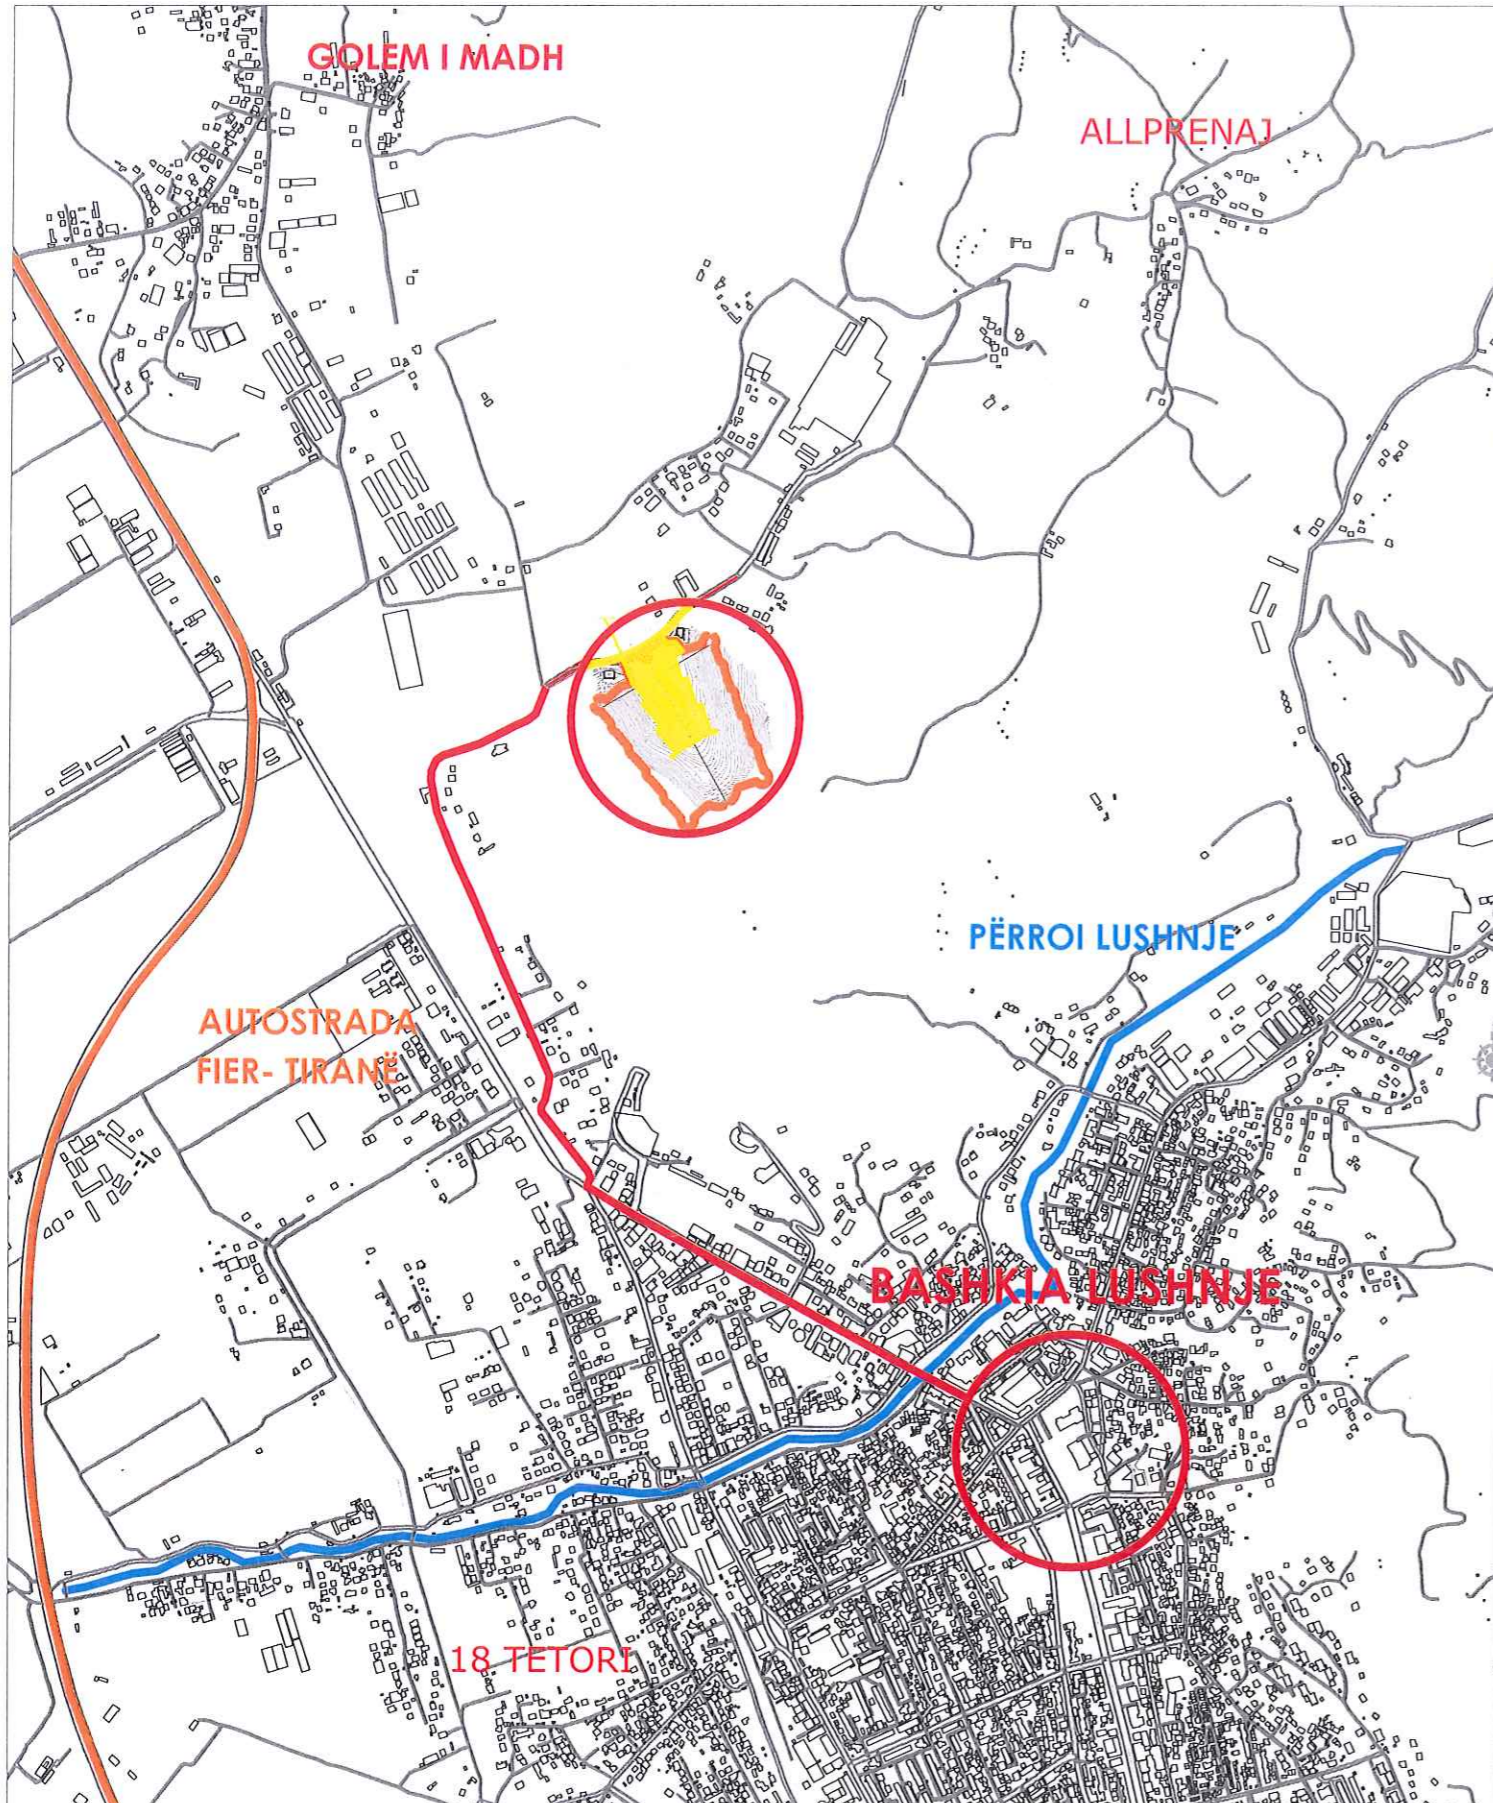 GOLEM I MADH
ALLPRENAJ
PËRROI LUSHNJE
AUTOSTRADA
FIER- TIRANË
BASHKIA LUSHNJE
18 TETORI